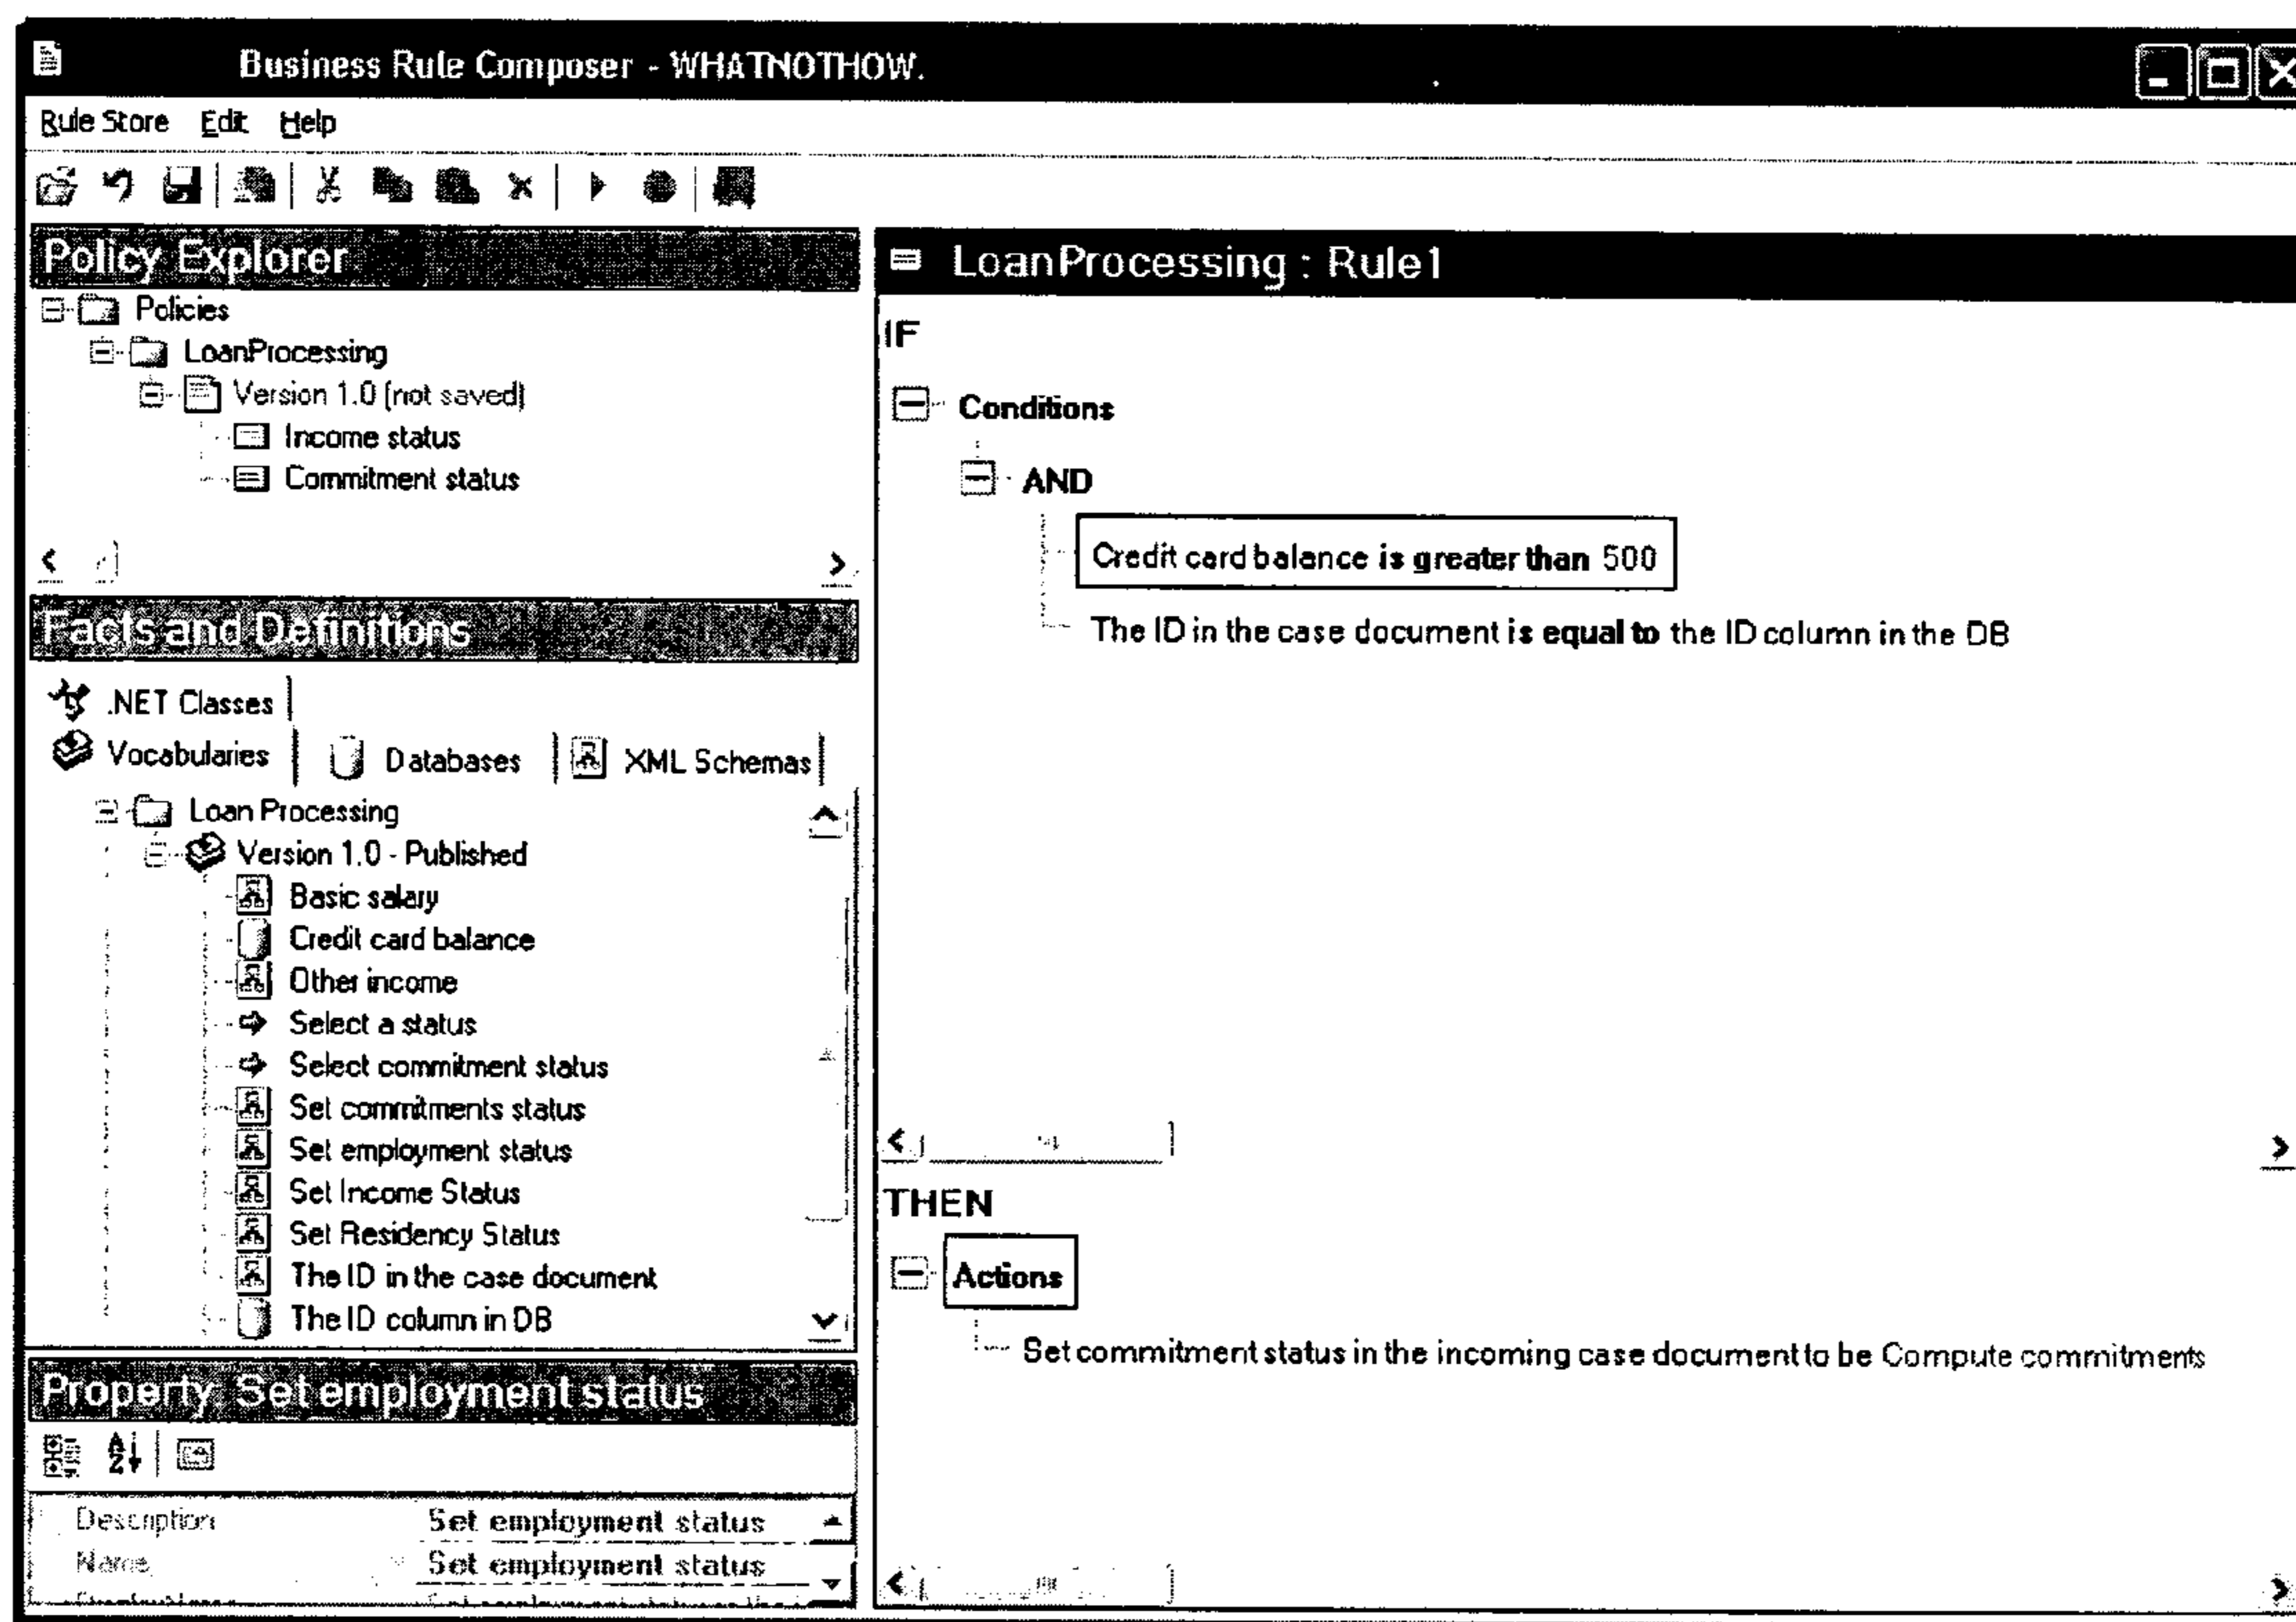 Business Rule Composer - WHATNOTHOW.
Rule Store Edit Help
Policy Explorer
Policies
LoanProcessing
Version 1.0 (not saved)
Income status
Commitment status
Facts and Definitions
.NET Classes
Vocabularies Databases XML Schemas
Loan Processing
Version 1.0 - Published
Basic salary
Credit card balance
Other income
Select a status
Select commitment status
Set commitments status
Set employment status
Set Income Status
Set Residency Status
The ID in the case document
The ID column in DB
Property: Set employment status
Description Set employment status
Name Set employment status
LoanProcessing : Rule1
IF
Conditions
AND
Credit card balance is greater than 500
The ID in the case document is equal to the ID column in the DB
THEN
Actions
Set commitment status in the incoming case document to be Compute commitments